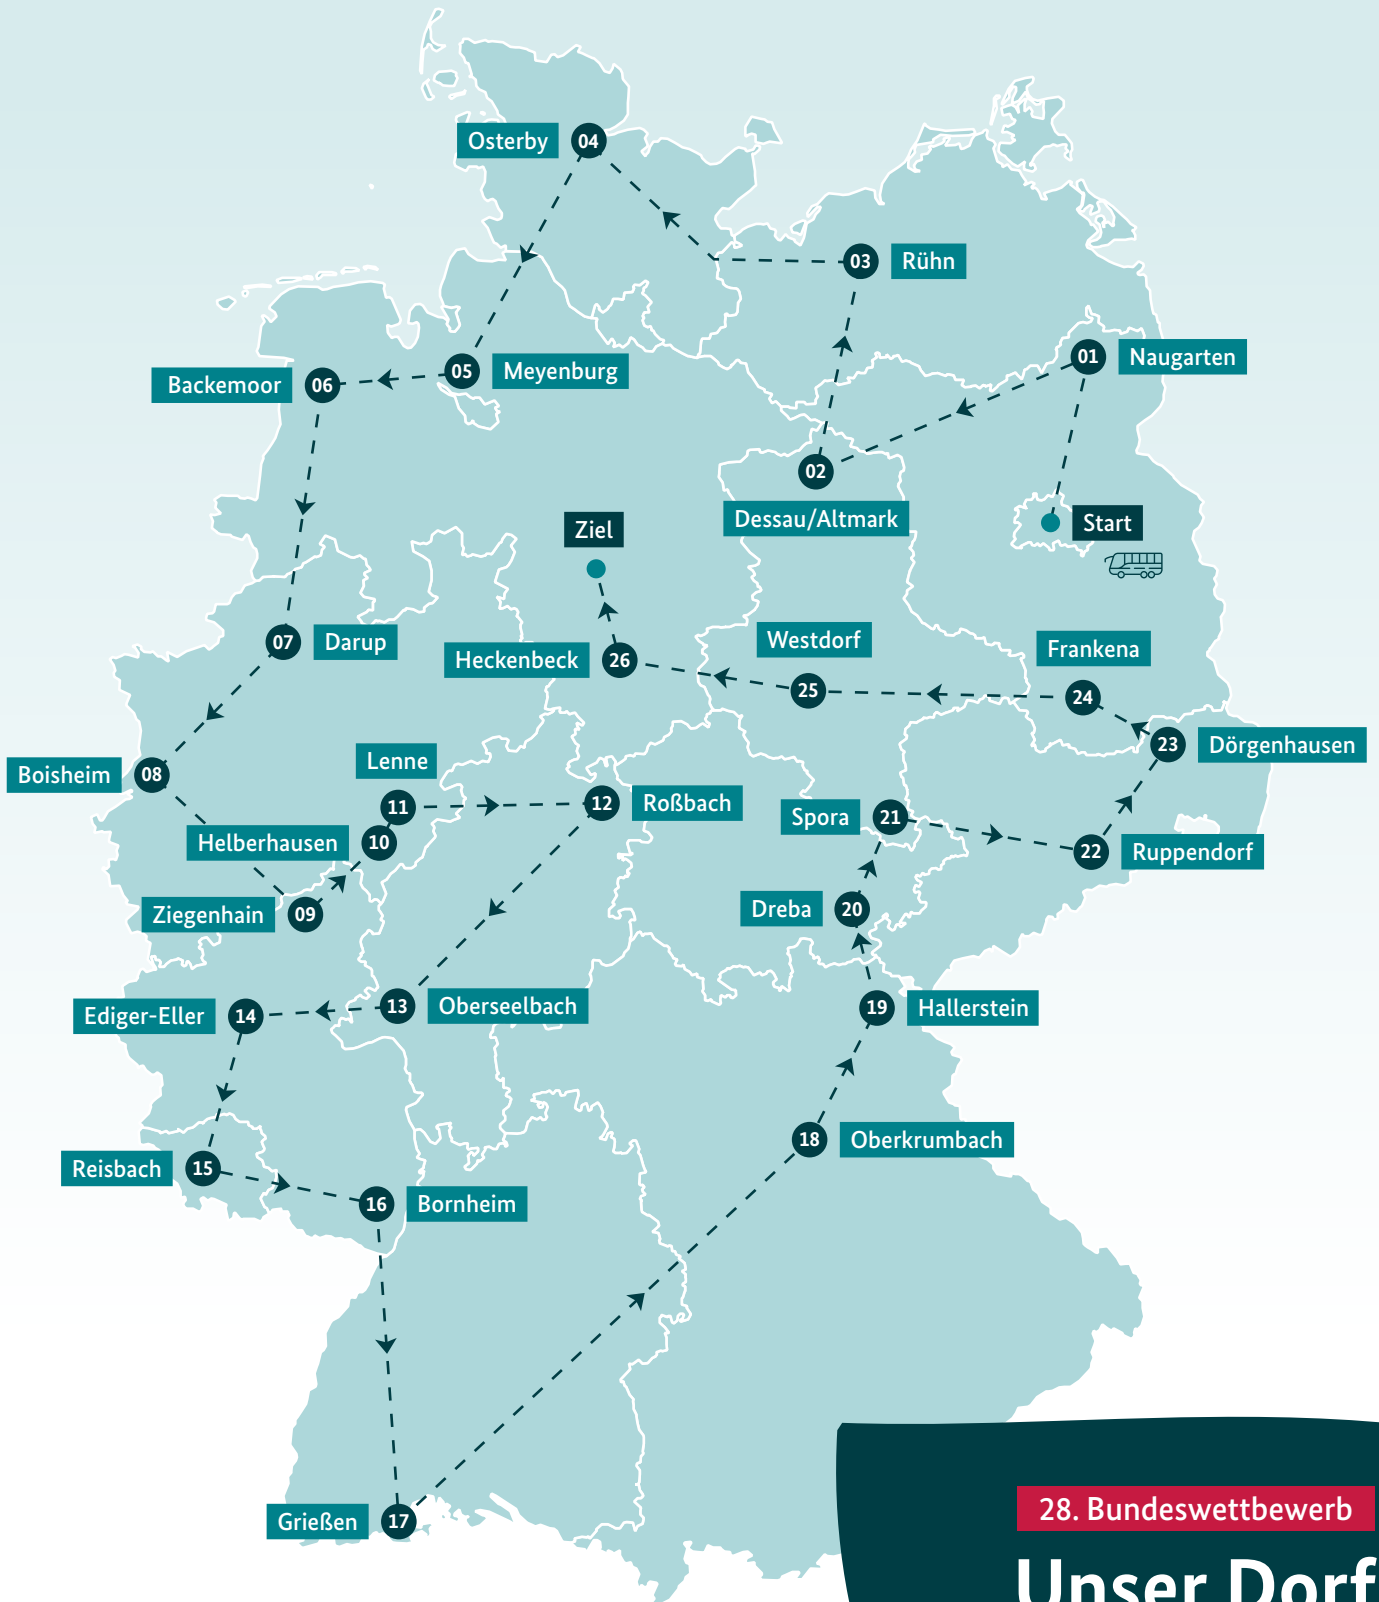 Osterby
04
03
Rühn
01
Naugarten
Backemoor
06
05
Meyenburg
02
Dessau/Altmark
Start
Ziel
07
Darup
Heckenbeck
26
Westdorf
25
Frankena
24
23
Dörgenhausen
Boisheim
08
Lenne
11
12
Roßbach
Helberhausen
10
Spora
21
22
Ruppendorf
Ziegenhain
09
Dreba
20
Ediger-Eller
14
13
Oberseelbach
19
Hallerstein
18
Oberkrumbach
Reisbach
15
16
Bornheim
Grießen
17
28. Bundeswettbewerb
Unser Dorf